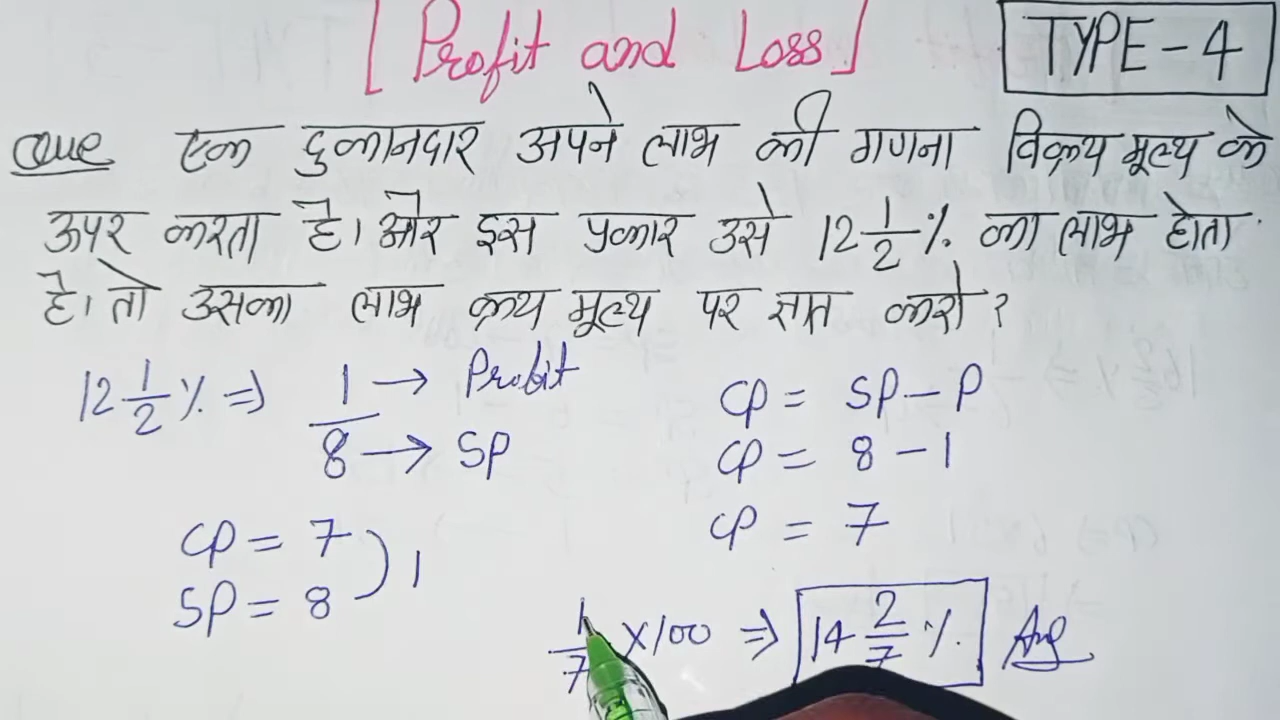 [Profit and Loss]
TYPE-4
Que एक दुकानदार अपने लाभ की गणना विक्रय मूल्य के
ऊपर करता है। और इस प्रकार उसे 12 1/2 % का लाभ होता
है। तो उसका लाभ क्रय मूल्य पर ज्ञात करो ?
12 1/2 % ⇒ 1/8
1 → Profit
8 → SP
CP = SP - P
CP = 8 - 1
CP = 7
CP = 7
SP = 8 ) 1
1/7 × 100 ⇒ 14 2/7 % Ans